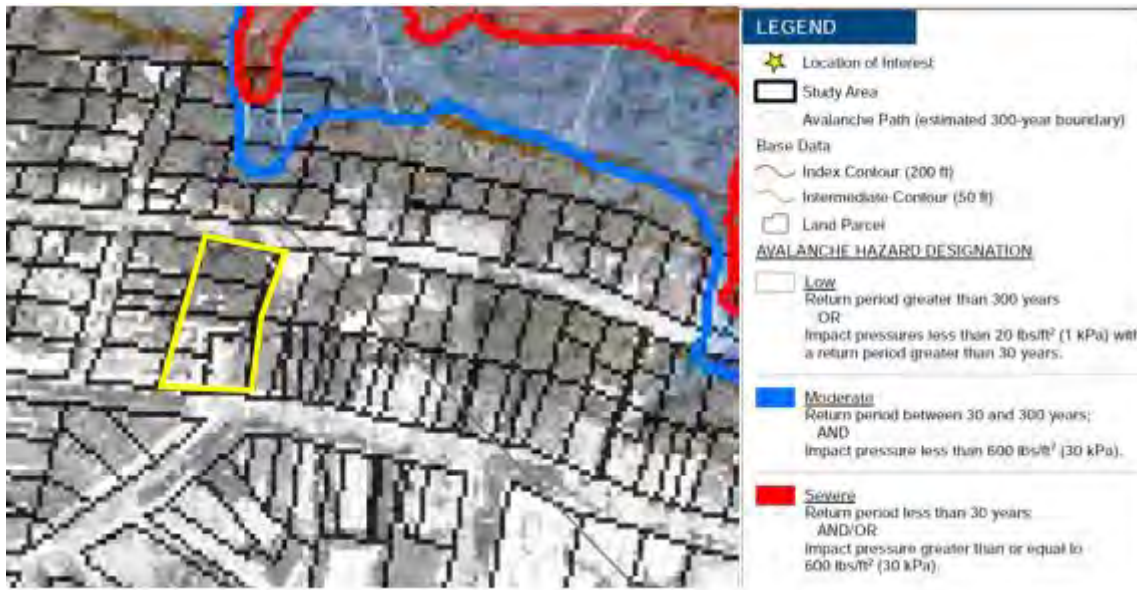 LEGEND
Location of Interest
Study Area
Avalanche Path (estimated 300-year boundary)
Base Data
Index Contour (200 ft)
Intermediate Contour (50 ft)
Land Parcel
AVALANCHE HAZARD DESIGNATION
Low
Return period greater than 300 years
OR
Impact pressures less than 20 lbs/ft² (1 kPa) with
a return period greater than 30 years.
Moderate
Return period between 30 and 300 years;
AND
Impact pressure less than 600 lbs/ft² (30 kPa).
Severe
Return period less than 30 years
AND/OR
Impact pressure greater than or equal to
600 lbs/ft² (30 kPa).